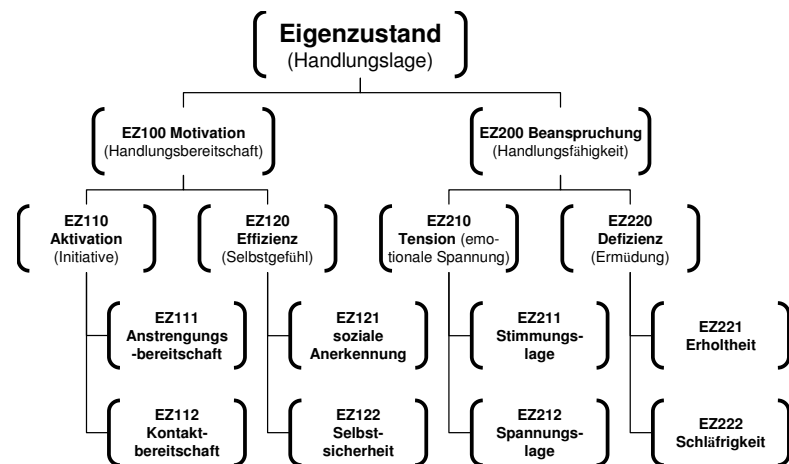 Eigenzustand
(Handlungslage)
EZ100 Motivation
(Handlungsbereitschaft)
EZ200 Beanspruchung
(Handlungsfähigkeit)
EZ110
Aktivation
(Initiative)
EZ120
Effizienz
(Selbstgefühl)
EZ210
Tension (emo-
tionale Spannung)
EZ220
Defizienz
(Ermüdung)
EZ111
Anstrengungs
-bereitschaft
EZ121
soziale
Anerkennung
EZ211
Stimmungs-
lage
EZ221
Erholtheit
EZ112
Kontakt-
bereitschaft
EZ122
Selbst-
sicherheit
EZ212
Spannungs-
lage
EZ222
Schläfrigkeit